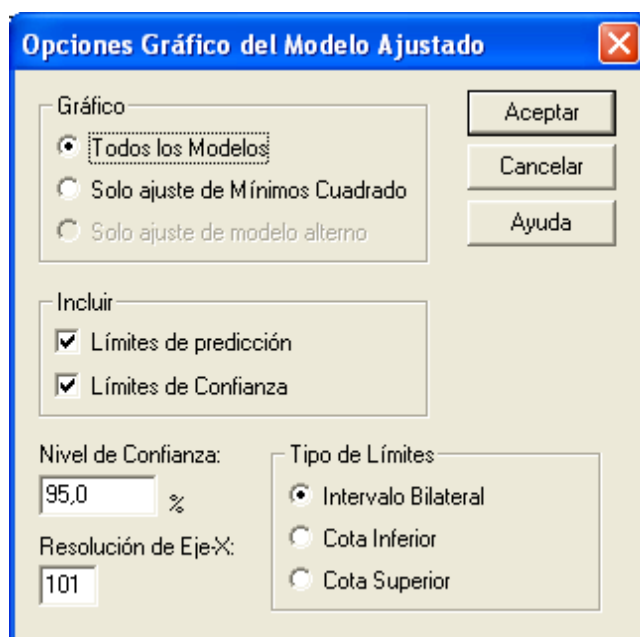 Opciones Gráfico del Modelo Ajustado
Gráfico
Todos los Modelos
Solo ajuste de Mínimos Cuadrado
Solo ajuste de modelo alterno
Aceptar
Cancelar
Ayuda
Incluir
Límites de predicción
Límites de Confianza
Nivel de Confianza:
95,0 %
Resolución de Eje-X:
101
Tipo de Límites
Intervalo Bilateral
Cota Inferior
Cota Superior